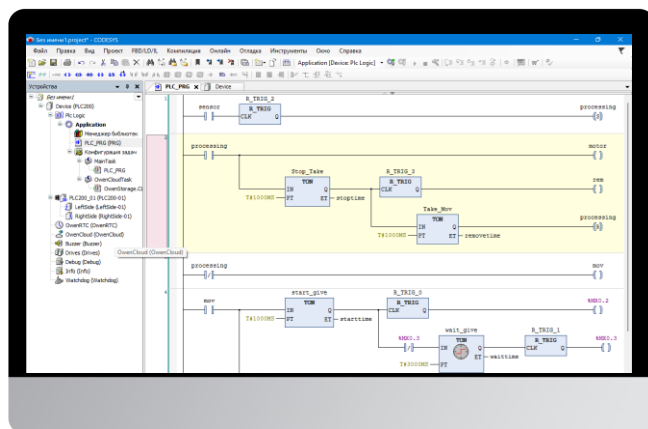 Без имени1.project* - CODESYS
Файл Правка Вид Проект FBD/LD/IL Компиляция Онлайн Отладка Инструменты Окно Справка
Application [Device: Plc Logic]
Устройства
PLC_PRG
Device
Без имени1
Device (PLC200)
Plc Logic
Application
Менеджер библиотек
PLC_PRG (PRG)
Конфигурация задач
MainTask
PLC_PRG
OwenCloudTask
OwenStorage.Cl
PLC200_01 (PLC200-01)
LeftSide (LeftSide-01)
RightSide (RightSide-01)
OwenRTC (OwenRTC)
OwenCloud (OwenCloud)
Buzzer (Buzzer)
Drives (Drives)
Debug (Debug)
Info (Info)
Watchdog (Watchdog)
OwenCloud (OwenCloud)
1
sensor R_TRIG_2 processing
R_TRIG
CLK Q
S
processing motor
Stop_Take R_TRIG_3 rem
TON R_TRIG
IN Q CLK Q
T#1000MS PT ET stoptime
Take_Mov
TON processing
IN Q R
T#1000MS PT ET removetime
processing mov
4
mov start_give R_TRIG_0 %MX0.2
TON R_TRIG
IN Q CLK Q
T#1000MS PT ET starttime
%MX0.3 wait_give R_TRIG_1 %MX0.3
TON R_TRIG
IN Q CLK Q
ET waittime
T#3000MS PT